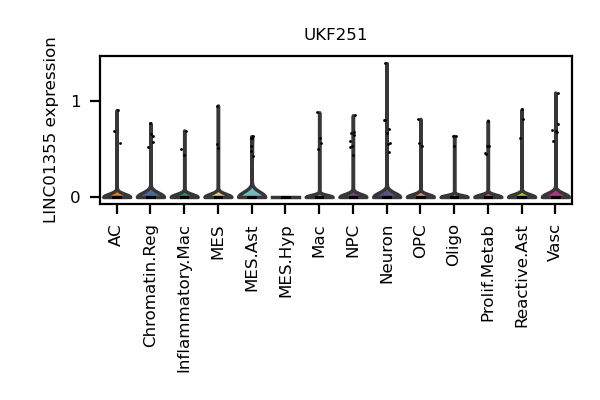 UKF251
LINC01355 expression
1
0
AC
Chromatin.Reg
Inflammatory.Mac
MES
MES.Ast
MES.Hyp
Mac
NPC
Neuron
OPC
Oligo
Prolif.Metab
Reactive.Ast
Vasc